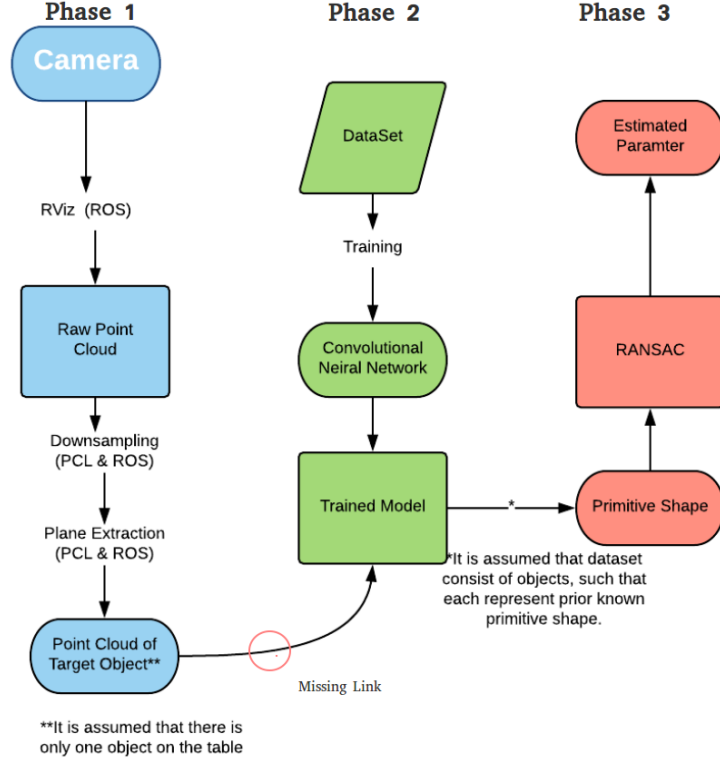 Phase 1
Phase 2
Phase 3
Camera
RViz (ROS)
Raw Point
Cloud
Downsampling
(PCL & ROS)
Plane Extraction
(PCL & ROS)
Point Cloud of
Target Object**
**It is assumed that there is
only one object on the table
DataSet
Training
Convolutional
Neiral Network
Trained Model
Missing Link
*
Estimated
Paramter
RANSAC
Primitive Shape
*It is assumed that dataset
consist of objects, such that
each represent prior known
primitive shape.